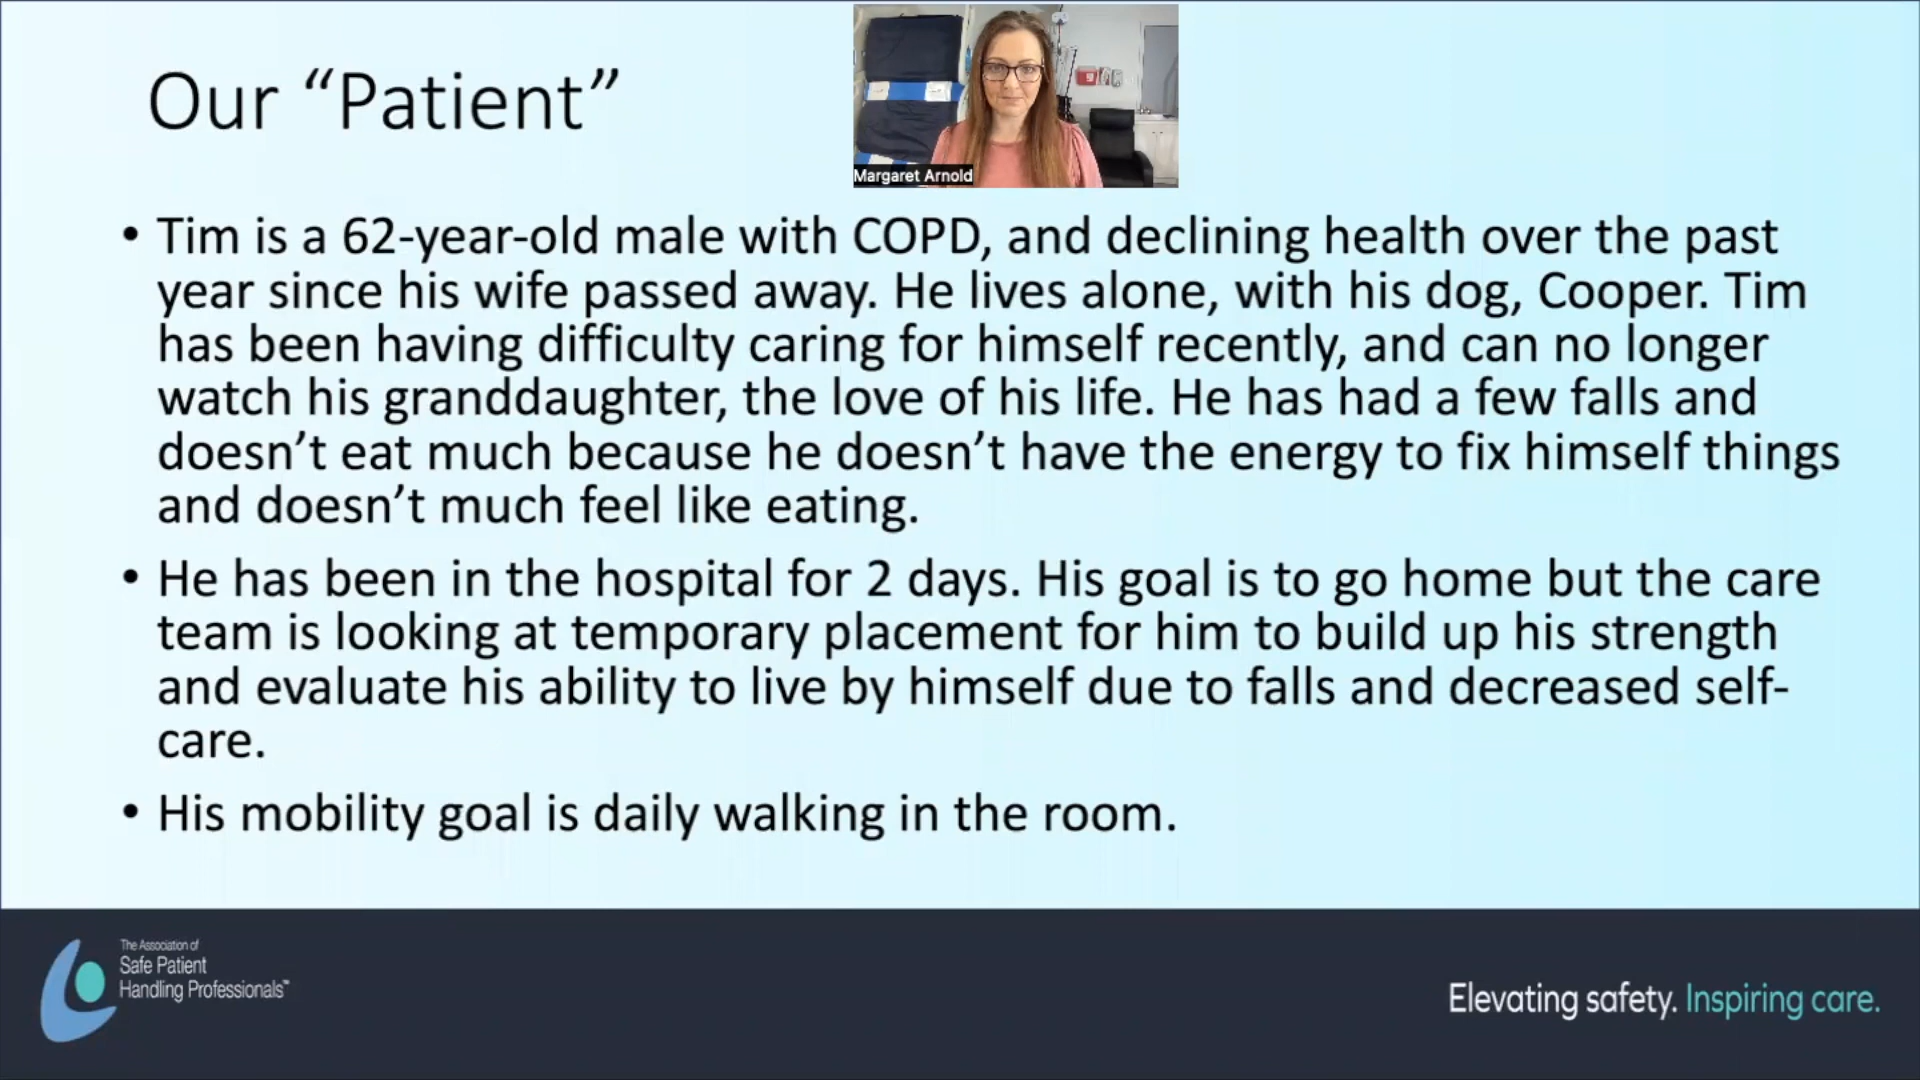 Our “Patient”
Margaret Arnold
• Tim is a 62-year-old male with COPD, and declining health over the past
year since his wife passed away. He lives alone, with his dog, Cooper. Tim
has been having difficulty caring for himself recently, and can no longer
watch his granddaughter, the love of his life. He has had a few falls and
doesn’t eat much because he doesn’t have the energy to fix himself things
and doesn’t much feel like eating.
• He has been in the hospital for 2 days. His goal is to go home but the care
team is looking at temporary placement for him to build up his strength
and evaluate his ability to live by himself due to falls and decreased self-
care.
• His mobility goal is daily walking in the room.
The Association of
Safe Patient
Handling Professionals™
Elevating safety. Inspiring care.